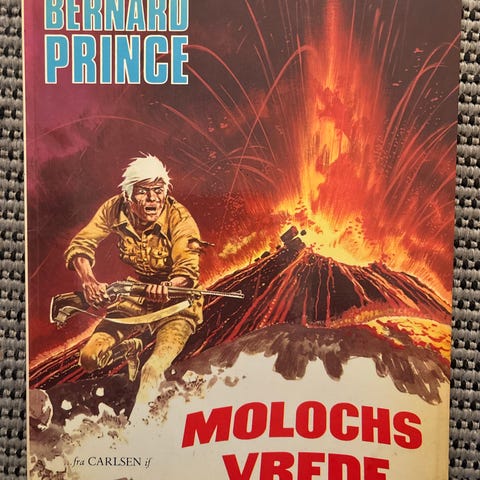 BERNARD
PRINCE
MOLOCHS
VREDE
...fra CARLSEN if